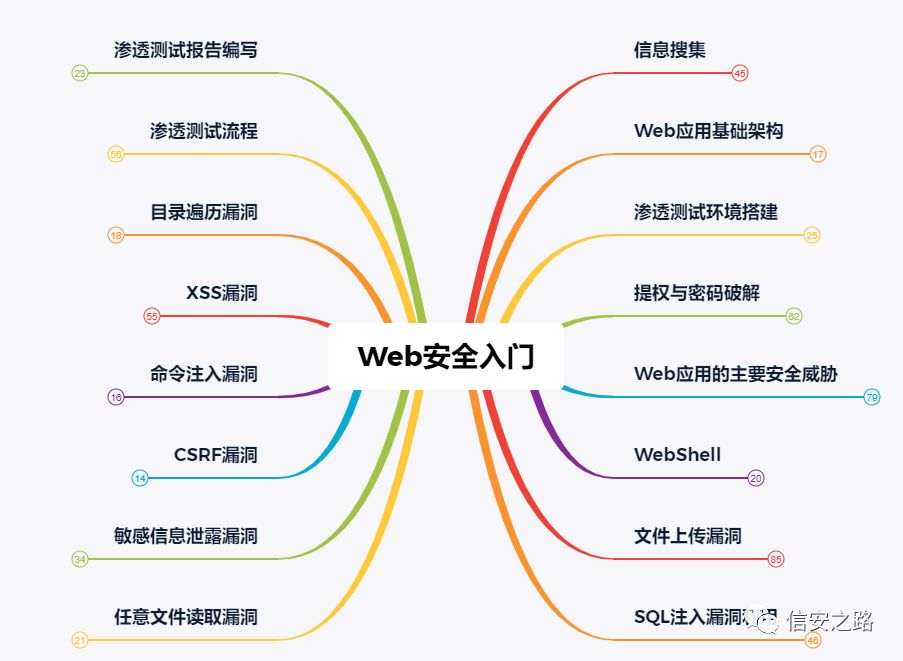 渗透测试报告编写
23
渗透测试流程
56
目录遍历漏洞
18
XSS漏洞
55
命令注入漏洞
16
CSRF漏洞
14
敏感信息泄露漏洞
34
任意文件读取漏洞
21
Web安全入门
信息搜集
45
Web应用基础架构
17
渗透测试环境搭建
25
提权与密码破解
62
Web应用的主要安全威胁
79
WebShell
20
文件上传漏洞
85
SQL注入漏洞
46
信安之路